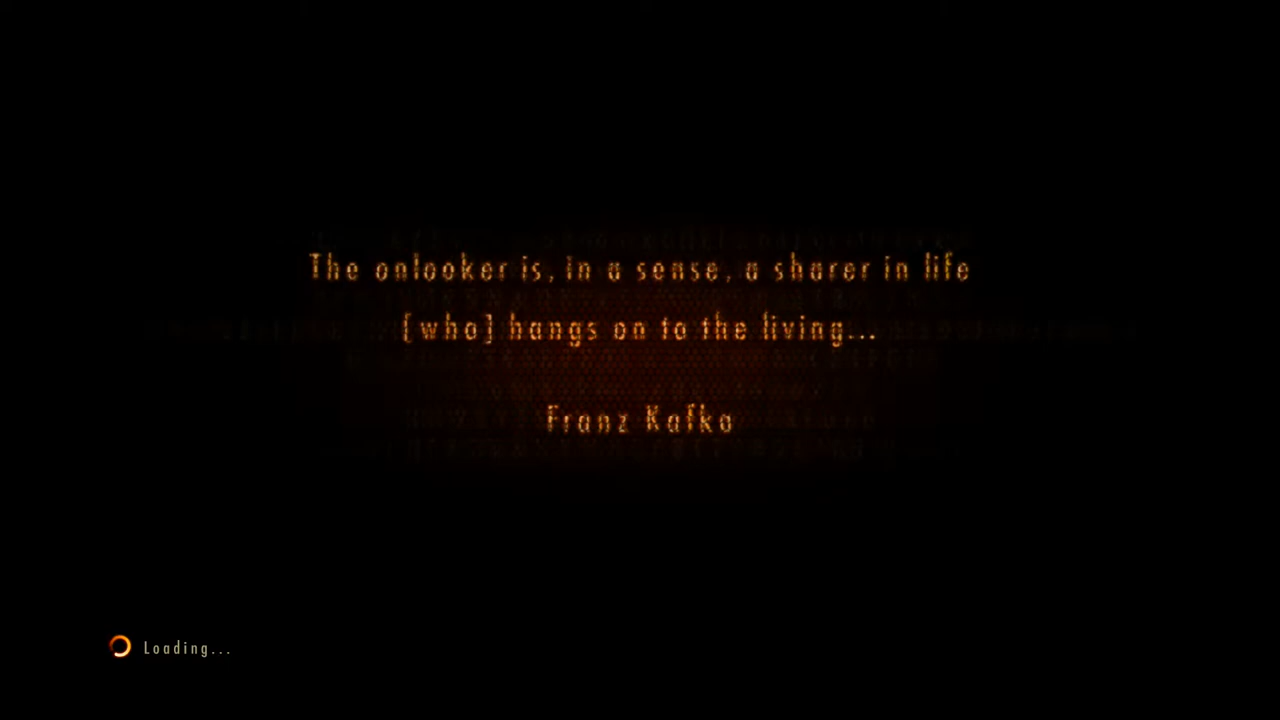 The onlooker is, in a sense, a sharer in life
[who] hangs on to the living...
Franz Kafka
Loading...